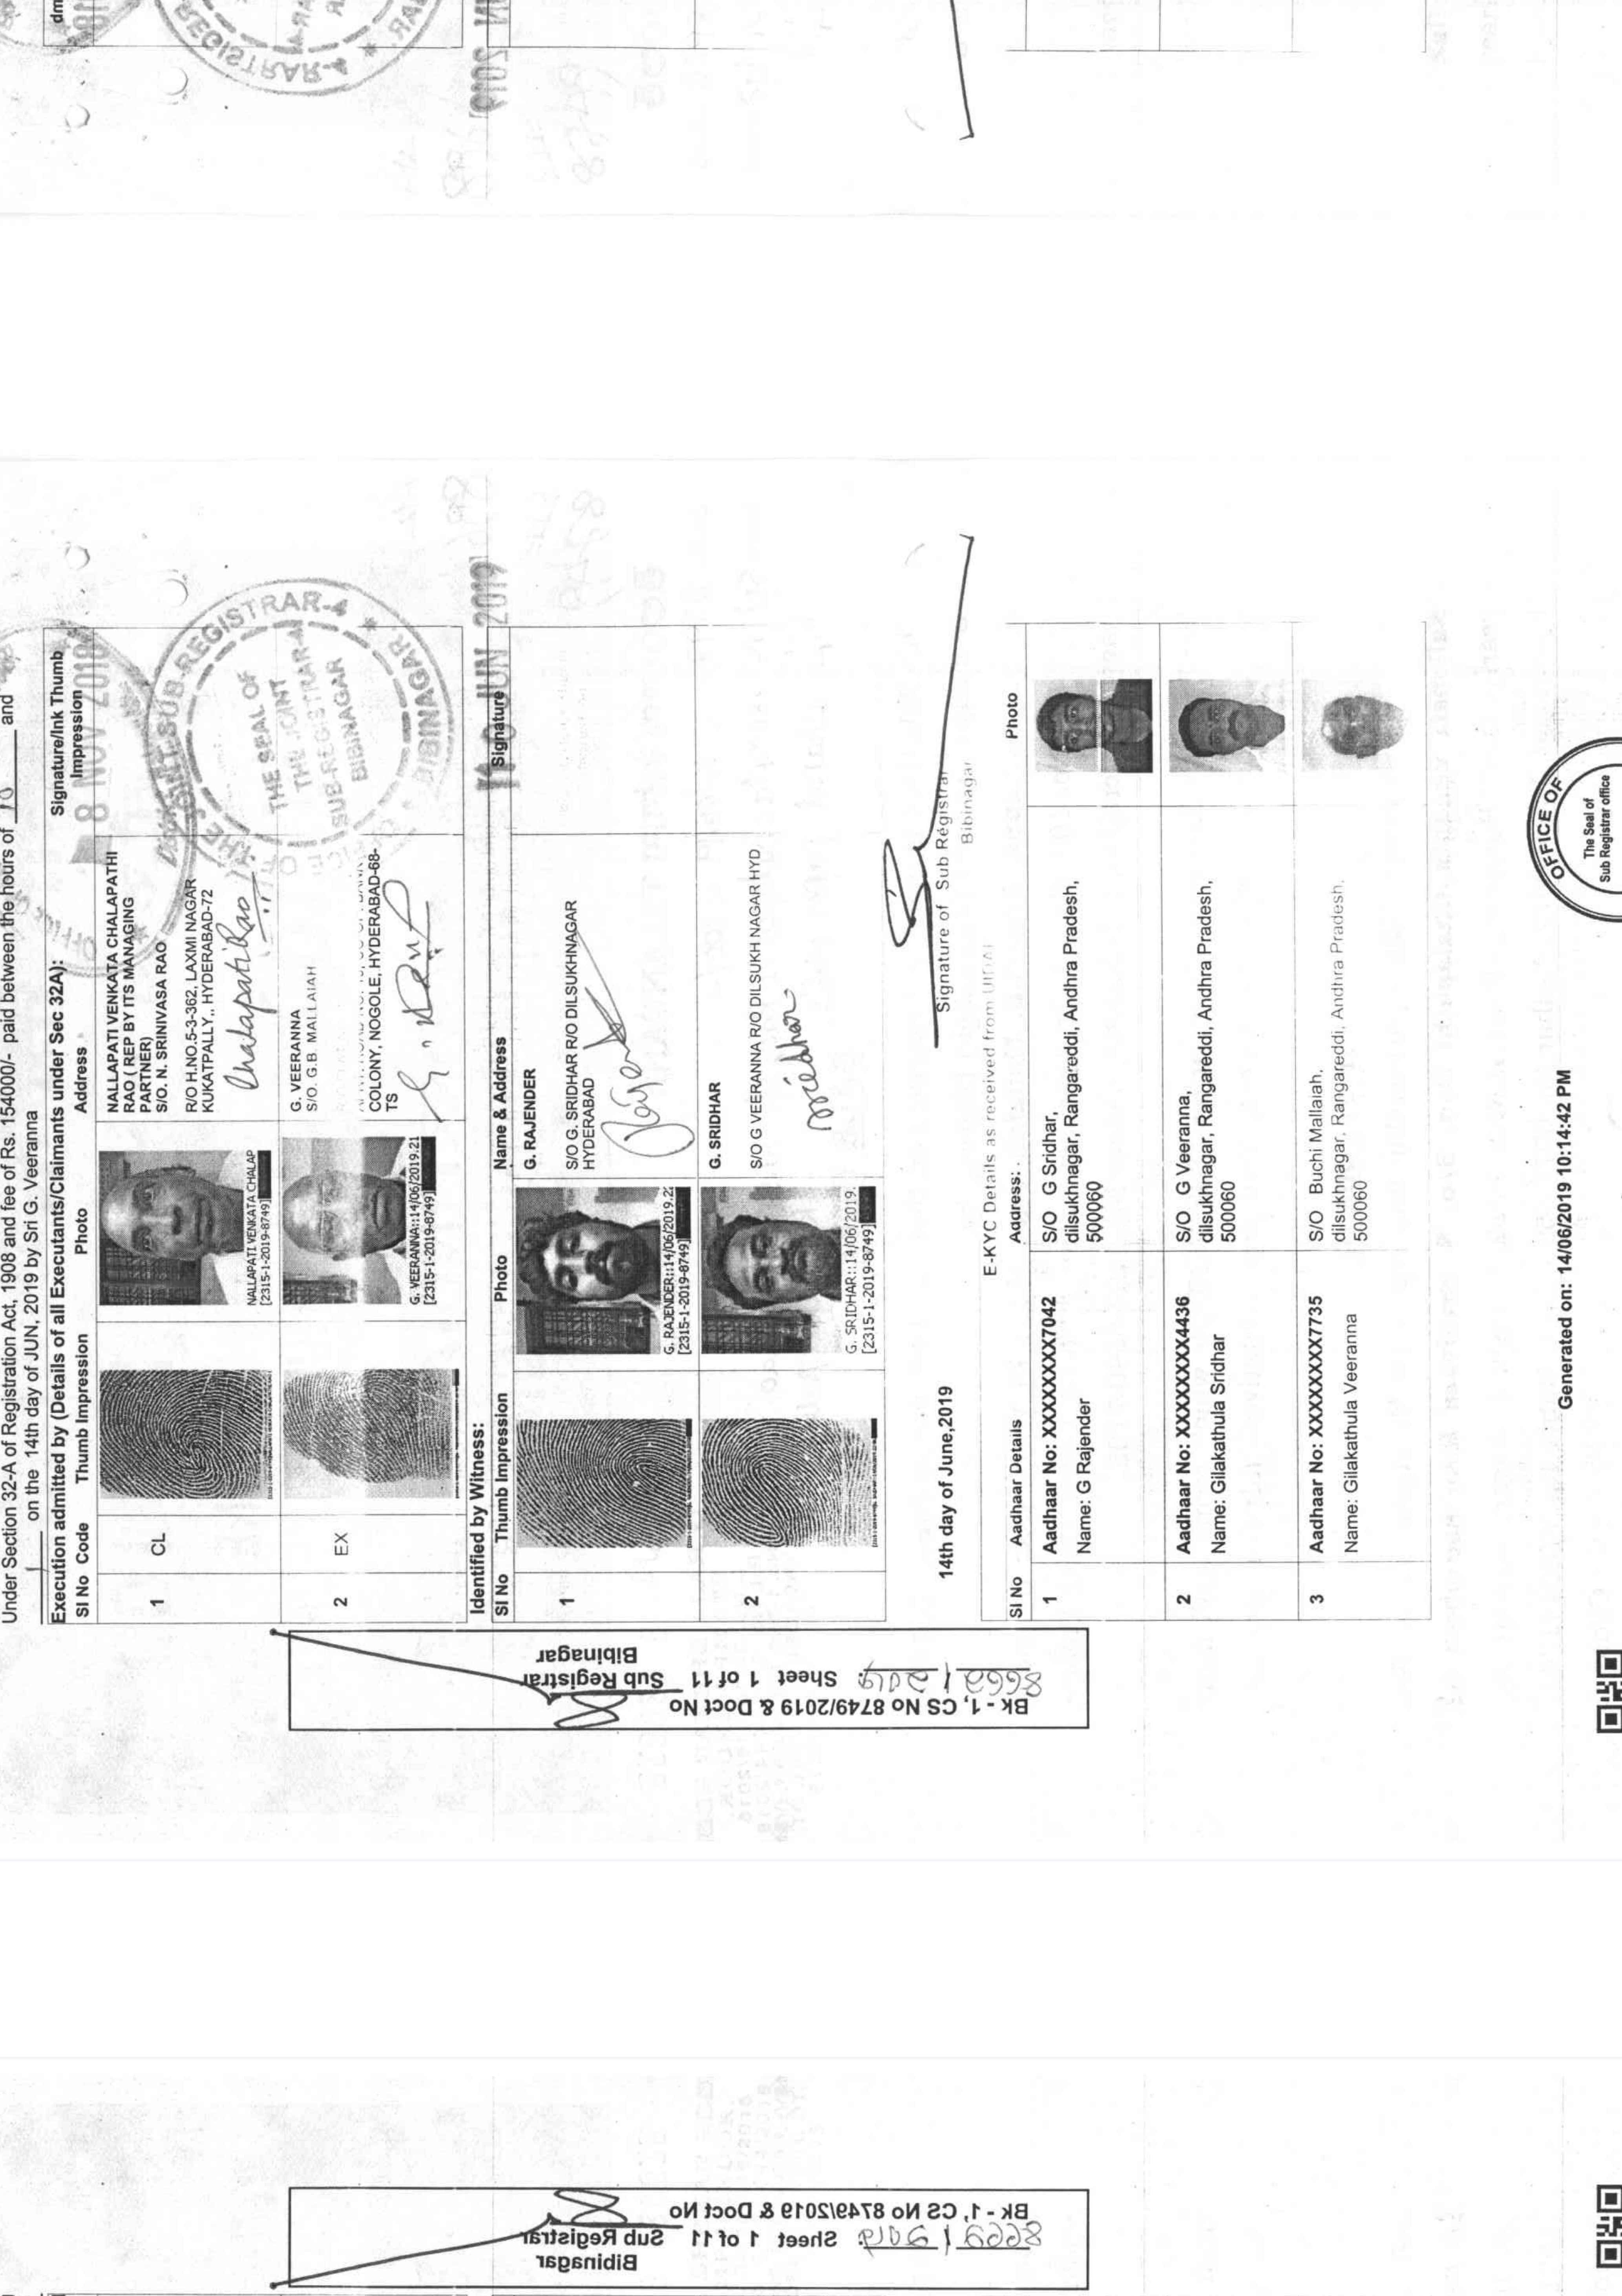 Under Section 32-A of Registration Act, 1908 and fee of Rs. 154000/- paid between the hours of 10 and
on the 14th day of JUN, 2019 by Sri G. Veeranna
Execution admitted by (Details of all Executants/Claimants under Sec 32A):
Signature/Ink Thumb
Sl No Code Thumb Impression Photo Address Impression
1 CL
NALLAPATI VENKATA CHALAP
[2315-1-2019-8749]
NALLAPATI VENKATA CHALAPATHI
RAO ( REP BY ITS MANAGING
PARTNER)
S/O. N. SRINIVASA RAO
R/O H.NO.5-3-362, LAXMI NAGAR
KUKATPALLY,, HYDERABAD-72
Chalapatirao
8 NOV 2019
THE JOINT SUB-REGISTRAR-4
THE SEAL OF
THE JOINT
SUB-REGISTRAR-4
BIBINAGAR
* BIBINAGAR *
2 EX
G. VEERANNA::14/06/2019.21
[2315-1-2019-8749]
G. VEERANNA
S/O. G.B. MALLAIAH
COLONY, NOGOLE, HYDERABAD-68-
TS
JUN 2019
Identified by Witness:
Sl No Thumb Impression Photo Name & Address Signature
1
G. RAJENDER::14/06/2019.2
[2315-1-2019-8749]
G. RAJENDER
S/O G. SRIDHAR R/O DILSUKHNAGAR
HYDERABAD
2
G. SRIDHAR::14/06/2019.
[2315-1-2019-8749]
G. SRIDHAR
S/O G VEERANNA R/O DILSUKH NAGAR HYD
sriedhar
14th day of June,2019
Signature of Sub Registrar
Bibinagar
E-KYC Details as received from UIDAI
Sl No Aadhaar Details Address: Photo
1
Aadhaar No: XXXXXXXX7042
Name: G Rajender
S/O G Sridhar,
dilsukhnagar, Rangareddi, Andhra Pradesh,
500060
2
Aadhaar No: XXXXXXXX4436
Name: Gilakathula Sridhar
S/O G Veeranna,
dilsukhnagar, Rangareddi, Andhra Pradesh,
500060
3
Aadhaar No: XXXXXXXX7735
Name: Gilakathula Veeranna
S/O Buchi Mallaiah,
dilsukhnagar, Rangareddi, Andhra Pradesh,
500060
Bk - 1, CS No 8749/2019 & Doct No
8662 / 2019. Sheet 1 of 11 Sub Registrar
Bibinagar
Generated on: 14/06/2019 10:14:42 PM
OFFICE OF
The Seal of
Sub Registrar office
Bk - 1, CS No 8749/2019 & Doct No
8662 / 2019. Sheet 1 of 11 Sub Registrar
Bibinagar